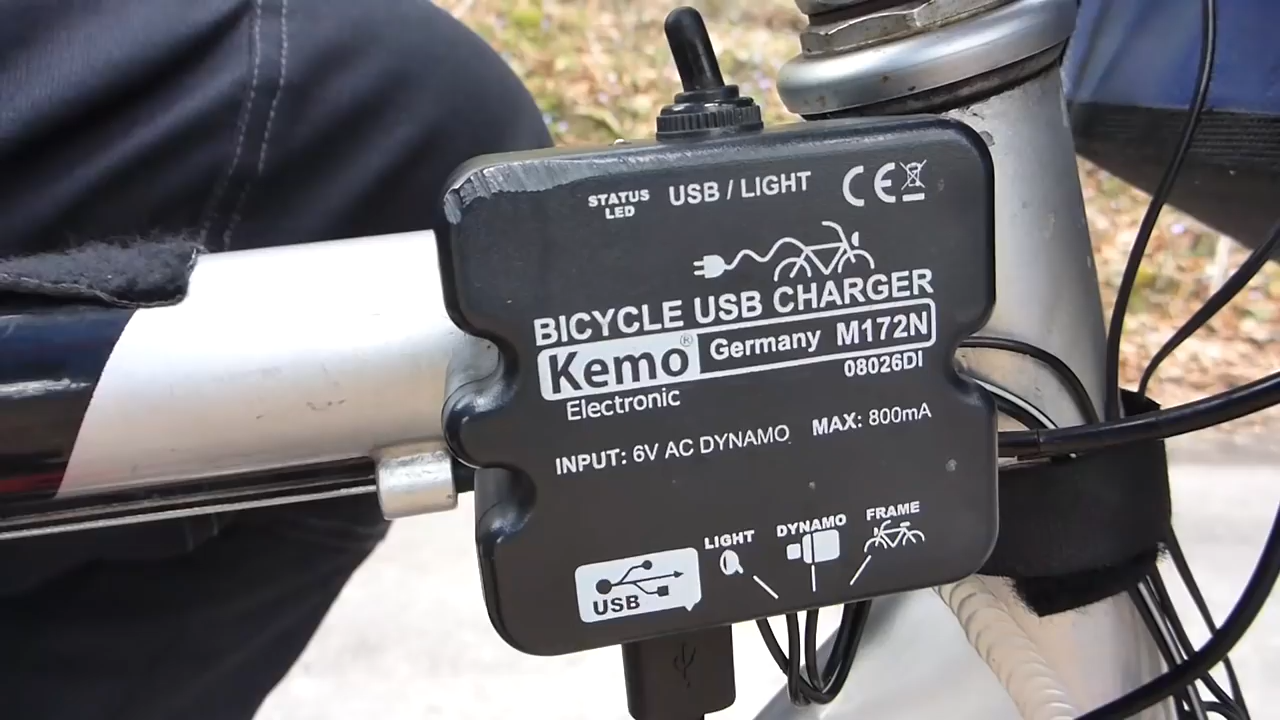 STATUS LED
USB / LIGHT
CE
BICYCLE USB CHARGER
Kemo® Germany M172N
Electronic
08026DI
INPUT: 6V AC DYNAMO
MAX: 800mA
LIGHT
DYNAMO
FRAME
USB